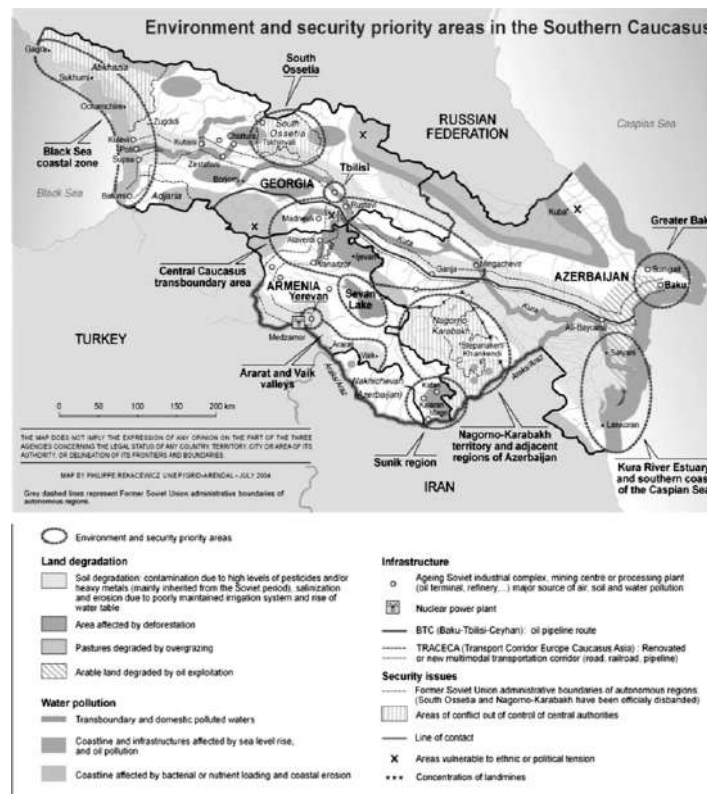 Environment and security priority areas in the Southern Caucasus
Gagra
Abkhazia
Sukhumi
Ochamchire
Zugdidi
Kulevi
Poti
Supsa
Batumi
Adjaria
Black Sea
coastal zone
Black Sea
South
Ossetia
South
Ossetia
Tskhinvali
Chiatura
Kutaisi
Zestafoni
Borjomi
GEORGIA
Tbilisi
Rustavi
RUSSIAN
FEDERATION
Caspian Sea
Kuba
Greater Bak
Sumgait
Baku
AZERBAIJAN
Madneuli
Alaverdi
Vanadzor
Ijevan
Kura
Ganja
Mingachevir
Central Caucasus
transboundary area
ARMENIA
Yerevan
Sevan
Lake
Nagorno-
Karabakh
Stepanakert
Khankendi
Kura
Ali-Bayramli
TURKEY
Medzamor
Ararat
Vaik
Ararat and Vaik
valleys
Araks/Araz
Nakhichevan
(Azerbaijan)
Kafan
Kajaran
Megri
Araks/Araz
Salyan
Lenkoran
0 50 100 150 200 km
Sunik region
Nagorno-Karabakh
territory and adjacent
regions of Azerbaijan
IRAN
Kura River Estuary
and southern coas
of the Caspian Sea
THE MAP DOES NOT IMPLY THE EXPRESSION OF ANY OPINION ON THE PART OF THE THREE
AGENCIES CONCERNING THE LEGAL STATUS OF ANY COUNTRY, TERRITORY, CITY OR AREA OF ITS
AUTHORITY, OR DELINEATION OF ITS FRONTIERS AND BOUNDARIES.
MAP BY PHILIPPE REKACEWICZ UNEP/GRID-ARENDAL - JULY 2004
Grey dashed lines represent Former Soviet Union administrative boundaries of
autonomous regions.
Environment and security priority areas
Land degradation
Soil degradation: contamination due to high levels of pesticides and/or
heavy metals (mainly inherited from the Soviet period), salinization
and erosion due to poorly maintained irrigation system and rise of
water table
Area affected by deforestation
Pastures degraded by overgrazing
Arable land degraded by oil exploitation
Water pollution
Transboundary and domestic polluted waters
Coastline and infrastructures affected by sea level rise,
and oil pollution
Coastline affected by bacterial or nutrient loading and coastal erosion
Infrastructure
Ageing Soviet industrial complex, mining centre or processing plant
(oil terminal, refinery,...) major source of air, soil and water pollution
Nuclear power plant
BTC (Baku-Tbilisi-Ceyhan): oil pipeline route
TRACECA (Transport Corridor Europe Caucasus Asia) : Renovated
or new multimodal transportation corridor (road, railroad, pipeline)
Security issues
Former Soviet Union administrative boundaries of autonomous regions
(South Ossetia and Nagorno-Karabakh have been officialy disbanded)
Areas of conflict out of control of central authorities
Line of contact
Areas vulnerable to ethnic or political tension
Concentration of landmines